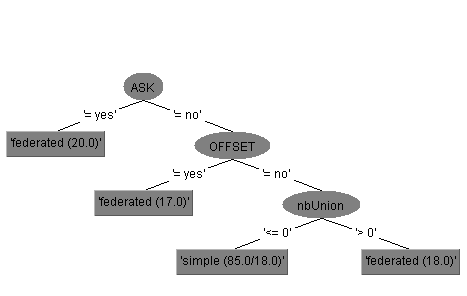 ASK
'= yes' '= no'
'federated (20.0)' OFFSET
'= yes' '= no'
'federated (17.0)' nbUnion
'<= 0' '> 0'
'simple (85.0/18.0)' 'federated (18.0)'